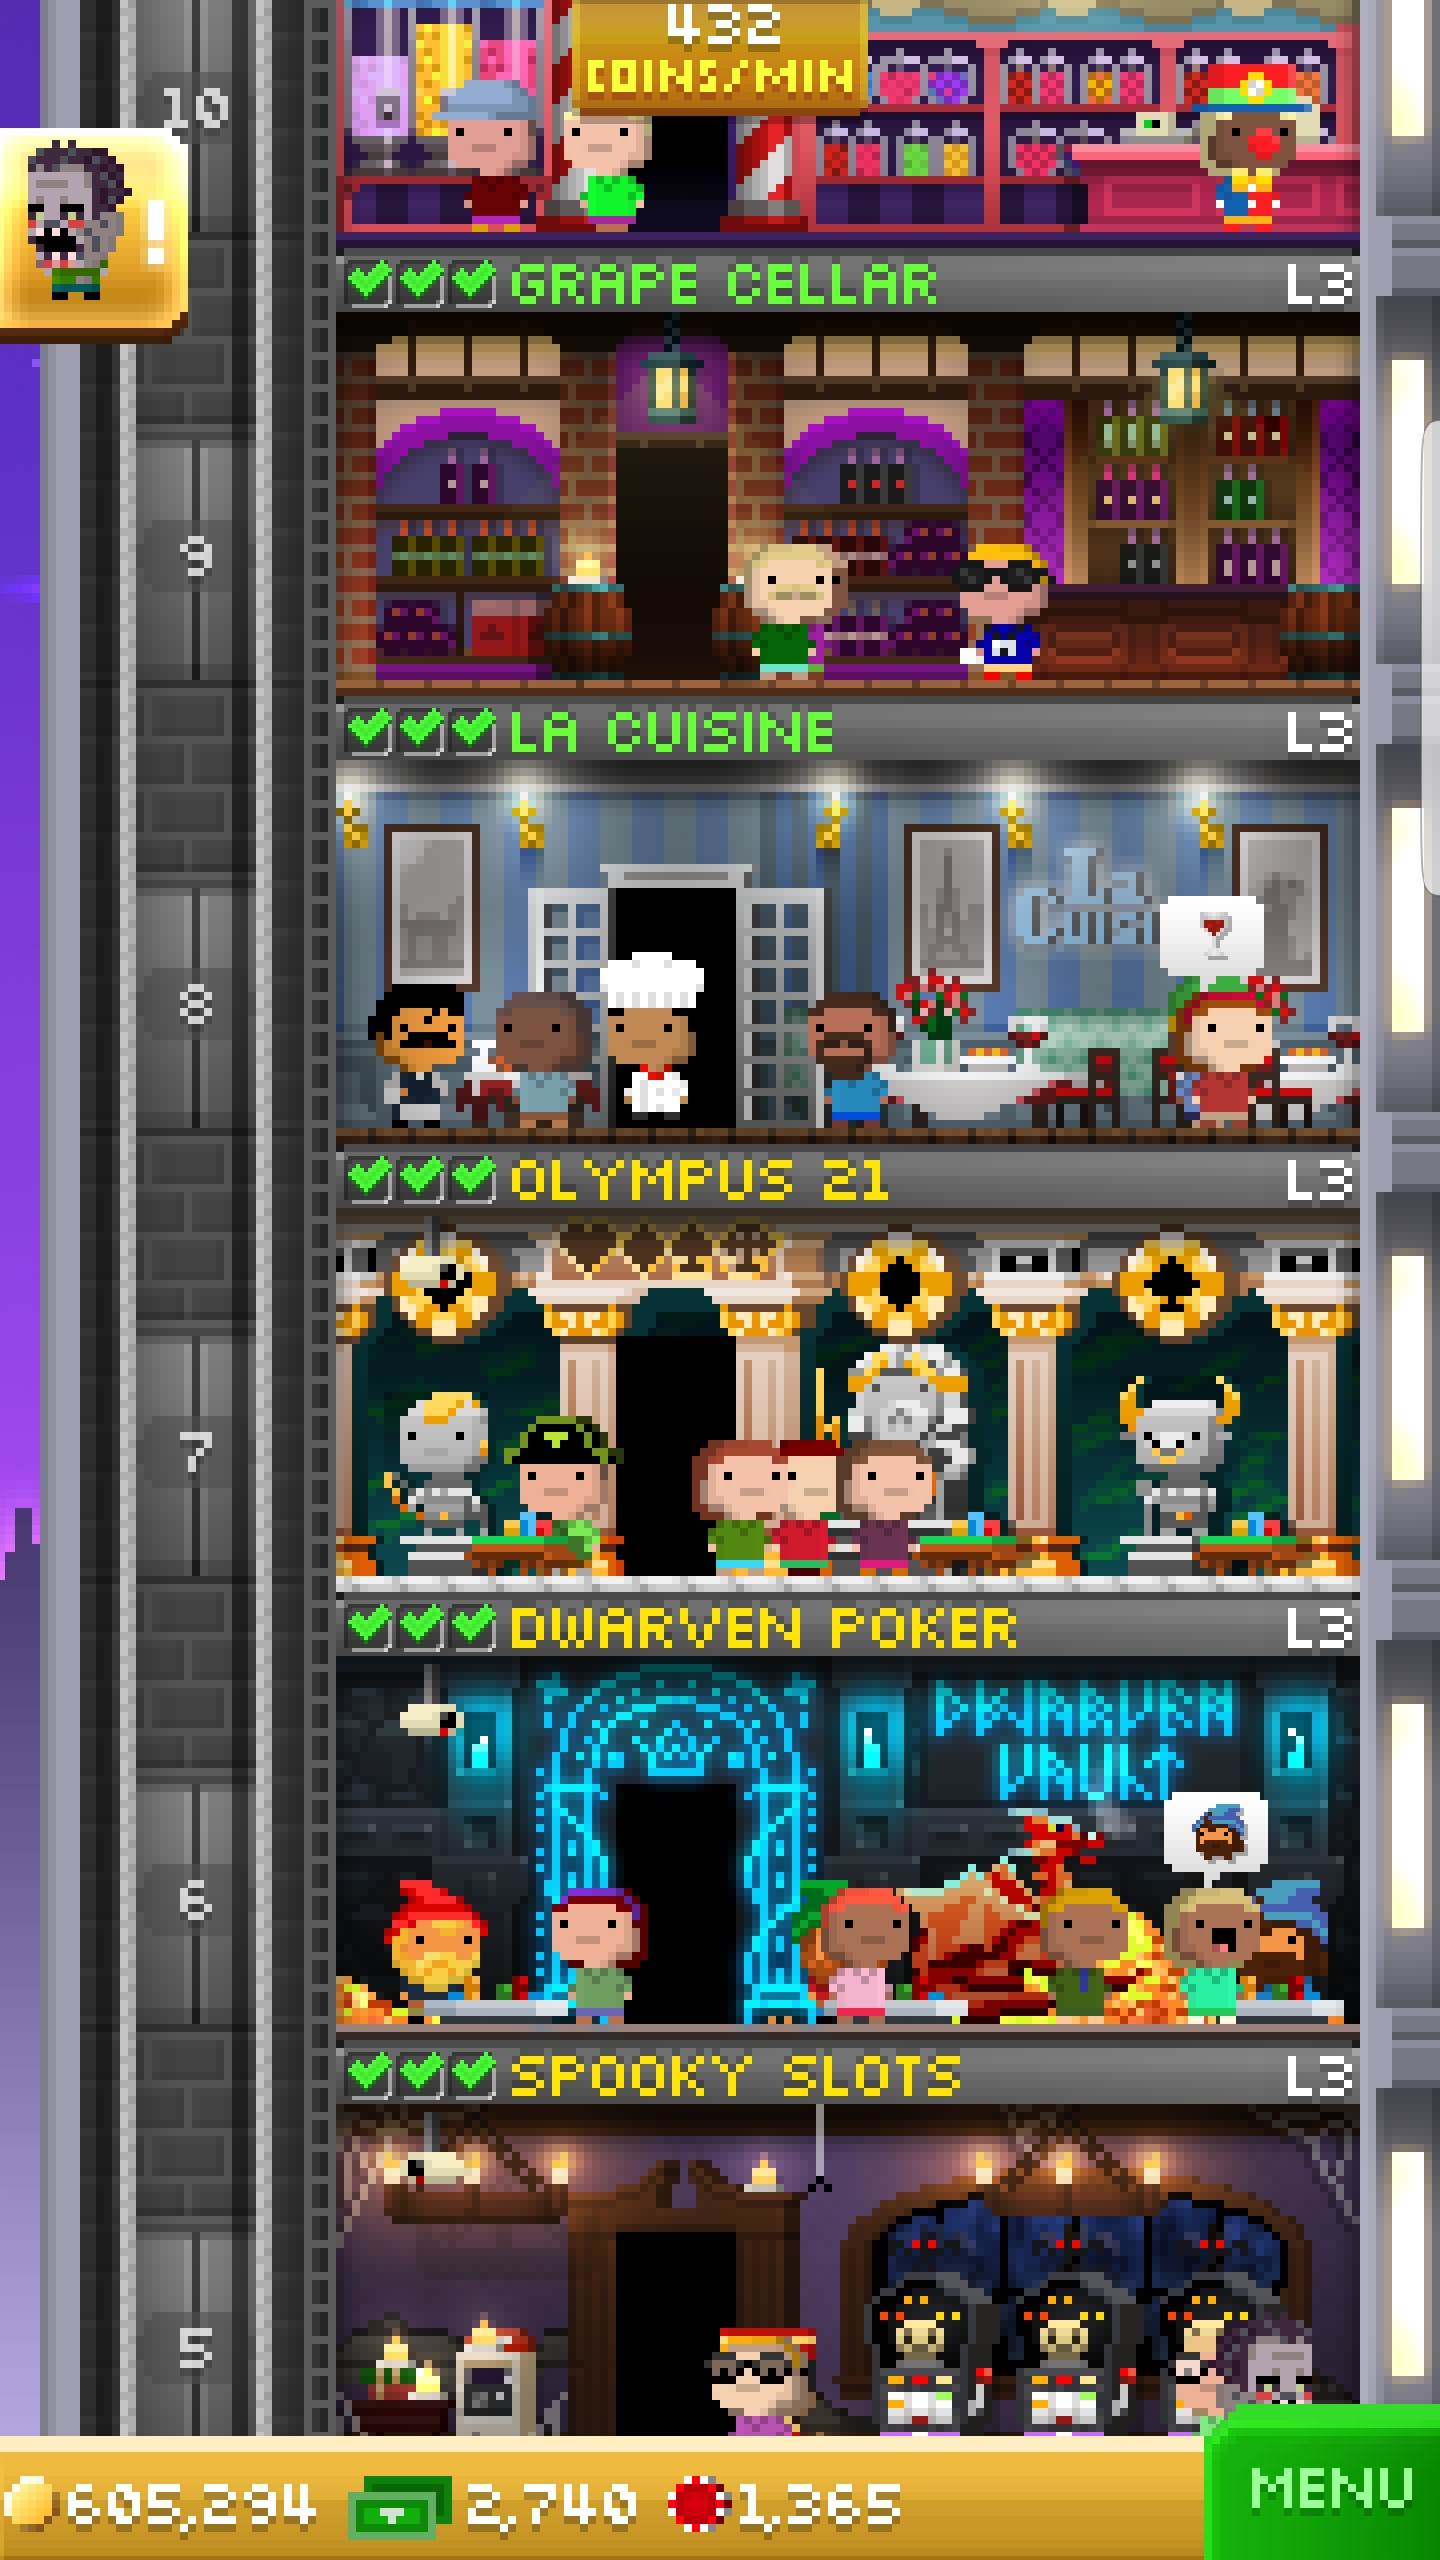 432
COINS/MIN
10
!
GRAPE CELLAR L3
9
LA CUISINE L3
La
8
OLYMPUS 21 L3
7
DWARVEN POKER L3
DWARVEN
VAULT
6
SPOOKY SLOTS L3
5
605,294 2,740 1,365 MENU